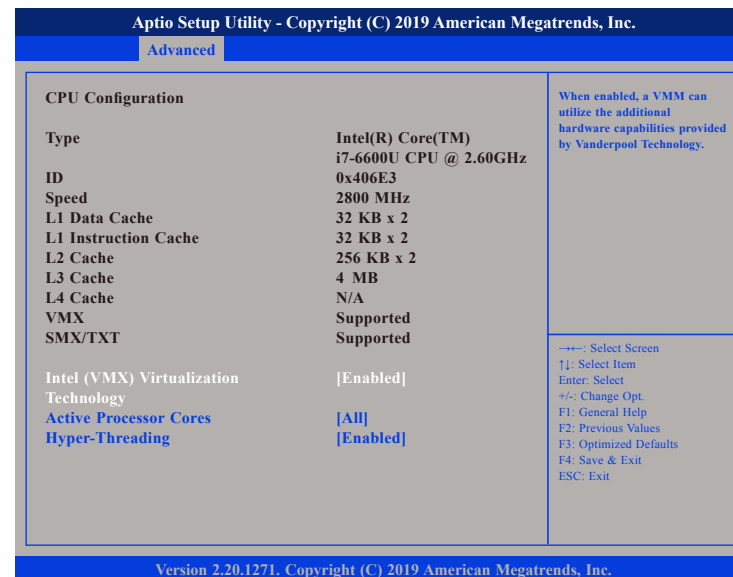 Aptio Setup Utility - Copyright (C) 2019 American Megatrends, Inc.
Advanced
CPU Configuration
Type Intel(R) Core(TM)
i7-6600U CPU @ 2.60GHz
ID 0x406E3
Speed 2800 MHz
L1 Data Cache 32 KB x 2
L1 Instruction Cache 32 KB x 2
L2 Cache 256 KB x 2
L3 Cache 4 MB
L4 Cache N/A
VMX Supported
SMX/TXT Supported
Intel (VMX) Virtualization [Enabled]
Technology
Active Processor Cores [All]
Hyper-Threading [Enabled]
When enabled, a VMM can
utilize the additional
hardware capabilities provided
by Vanderpool Technology.
→←: Select Screen
↑↓: Select Item
Enter: Select
+/-: Change Opt.
F1: General Help
F2: Previous Values
F3: Optimized Defaults
F4: Save & Exit
ESC: Exit
Version 2.20.1271. Copyright (C) 2019 American Megatrends, Inc.